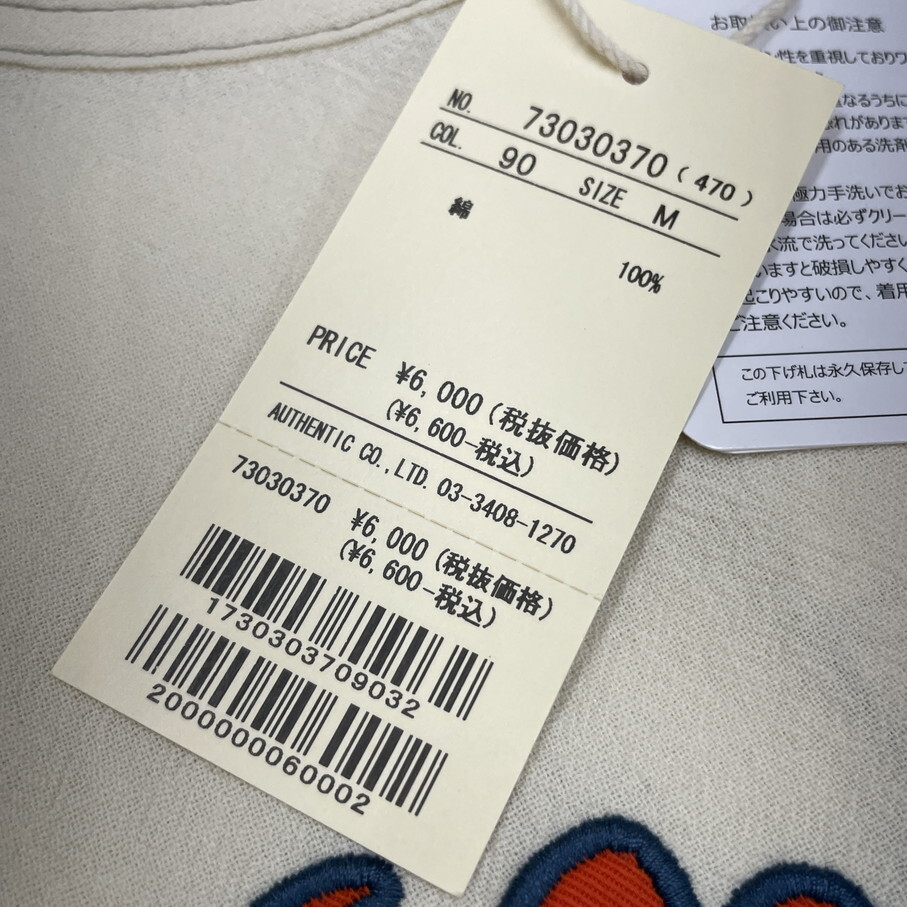 NO. 73030370 ( 470 )
COL. 90 SIZE M
綿
100%
PRICE ¥6,000 (税抜価格)
(¥6,600-税込)
AUTHENTIC CO.,LTD. 03-3408-1270
73030370 ¥6,000 (税抜価格)
(¥6,600-税込)
1730303709032
2000000060002
お取扱い上の御注意
性を重視しておりワ
なるうちに
れがありま
用のある洗剤
極力手洗いでお
場合は必ずクリー
水流で洗ってください
いますと破損しやすく
起こりやすいので、着用
ご注意ください。
この下げ札は永久保存して
ご利用下さい。